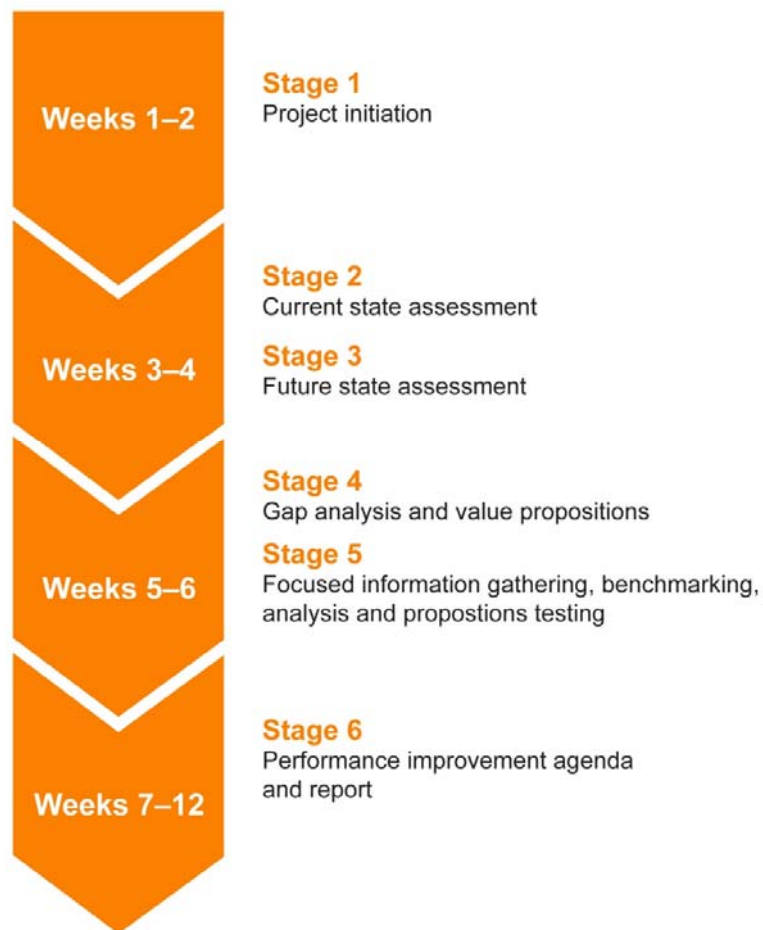 Weeks 1–2
Stage 1
Project initiation
Weeks 3–4
Stage 2
Current state assessment
Stage 3
Future state assessment
Weeks 5–6
Stage 4
Gap analysis and value propositions
Stage 5
Focused information gathering, benchmarking,
analysis and propostions testing
Weeks 7–12
Stage 6
Performance improvement agenda
and report